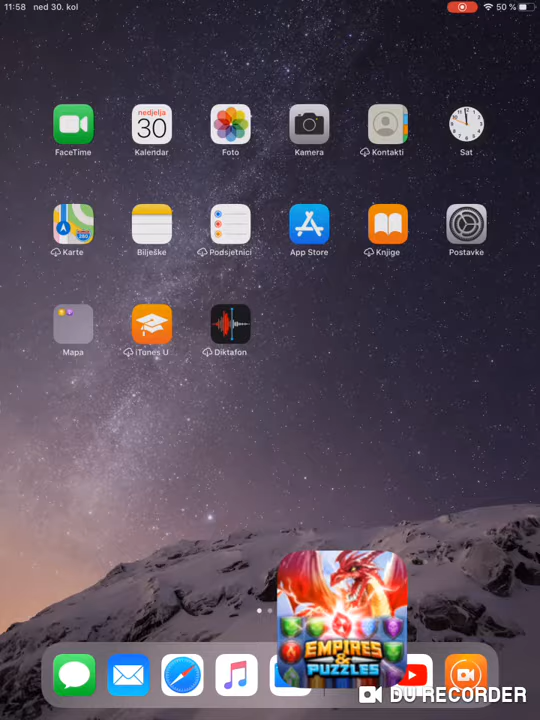 11:58 ned 30. kol
50 %
nedjelja
30
FaceTime
Kalendar
Foto
Kamera
Kontakti
Sat
Karte
Bilješke
Podsjetnici
App Store
Knjige
Postavke
Mapa
iTunes U
Diktafon
EMPIRES
&
PUZZLES
DU RECORDER